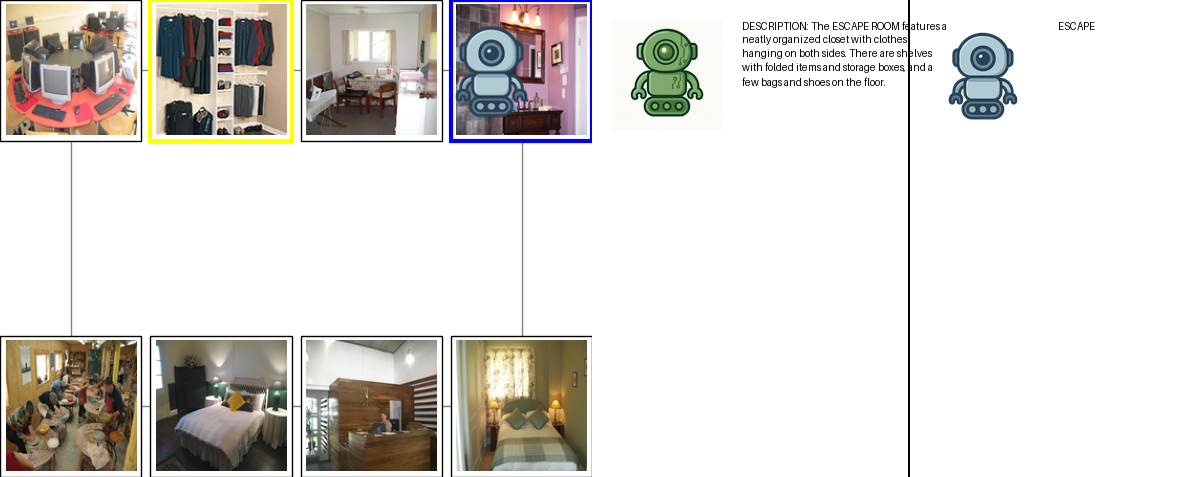 DESCRIPTION: The ESCAPE ROOM features a
neatly organized closet with clothes
hanging on both sides. There are shelves
with folded items and storage boxes, and a
few bags and shoes on the floor.
ESCAPE